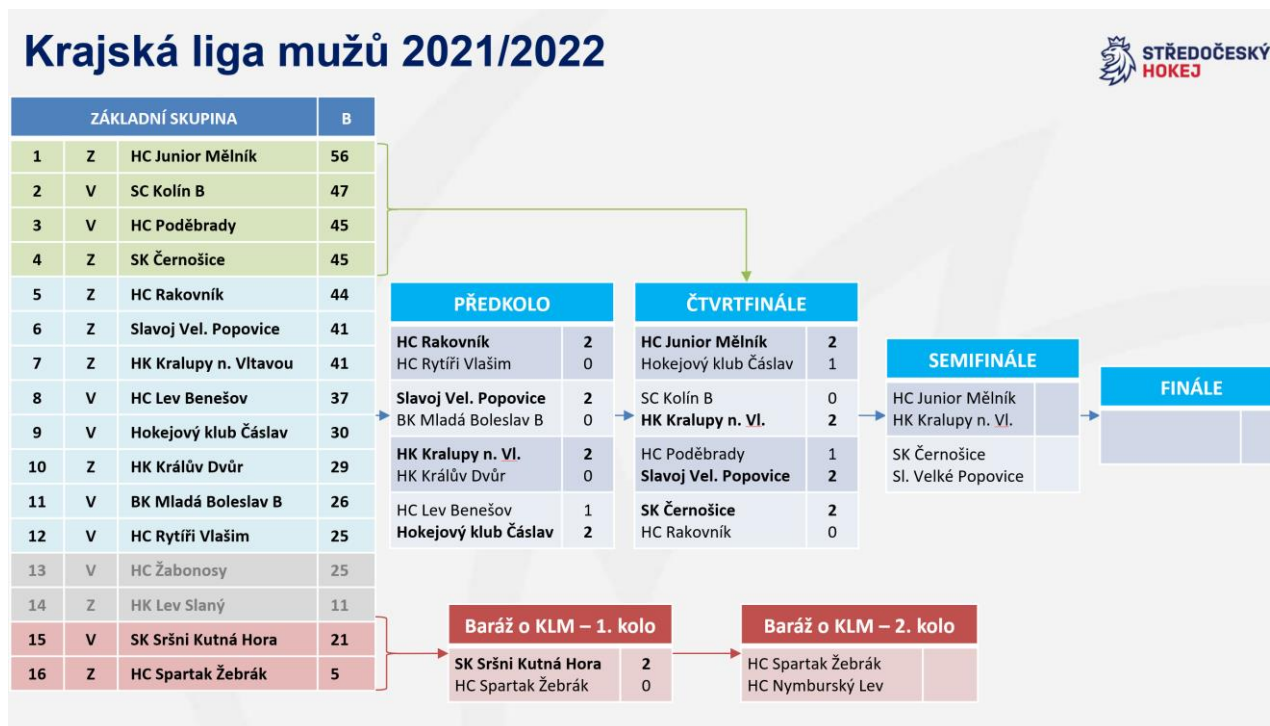 Krajská liga mužů 2021/2022
STŘEDOČESKÝ
HOKEJ
ZÁKLADNÍ SKUPINA B
1 Z HC Junior Mělník 56
2 V SC Kolín B 47
3 V HC Poděbrady 45
4 Z SK Černošice 45
5 Z HC Rakovník 44
6 Z Slavoj Vel. Popovice 41
7 Z HK Kralupy n. Vltavou 41
8 V HC Lev Benešov 37
9 V Hokejový klub Čáslav 30
10 Z HK Králův Dvůr 29
11 V BK Mladá Boleslav B 26
12 V HC Rytíři Vlašim 25
13 V HC Žabonosy 25
14 Z HK Lev Slaný 11
15 V SK Sršni Kutná Hora 21
16 Z HC Spartak Žebrák 5
PŘEDKOLO
HC Rakovník 2
HC Rytíři Vlašim 0
Slavoj Vel. Popovice 2
BK Mladá Boleslav B 0
HK Kralupy n. Vl. 2
HK Králův Dvůr 0
HC Lev Benešov 1
Hokejový klub Čáslav 2
ČTVRTFINÁLE
HC Junior Mělník 2
Hokejový klub Čáslav 1
SC Kolín B 0
HK Kralupy n. Vl. 2
HC Poděbrady 1
Slavoj Vel. Popovice 2
SK Černošice 2
HC Rakovník 0
SEMIFINÁLE
HC Junior Mělník
HK Kralupy n. Vl.
SK Černošice
Sl. Velké Popovice
FINÁLE
Baráž o KLM – 1. kolo
SK Sršni Kutná Hora 2
HC Spartak Žebrák 0
Baráž o KLM – 2. kolo
HC Spartak Žebrák
HC Nymburský Lev